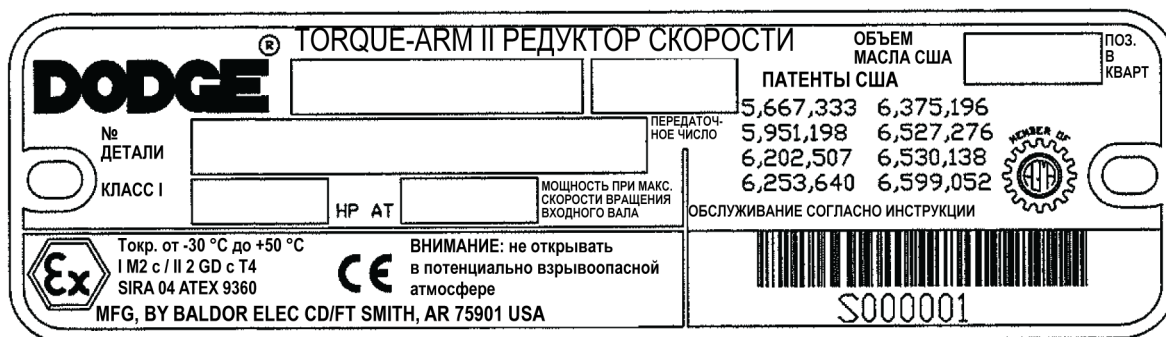 DODGE ®
TORQUE-ARM II РЕДУКТОР СКОРОСТИ
ОБЪЕМ
МАСЛА США
ПОЗ.
В
КВАРТ
ПАТЕНТЫ США
5,667,333 6,375,196
5,951,198 6,527,276
6,202,507 6,530,138
6,253,640 6,599,052
MEMBER OF
AGMA
№
ДЕТАЛИ
ПЕРЕДАТОЧ-
НОЕ ЧИСЛО
КЛАСС I
HP AT
МОЩНОСТЬ ПРИ МАКС.
СКОРОСТИ ВРАЩЕНИЯ
ВХОДНОГО ВАЛА
ОБСЛУЖИВАНИЕ СОГЛАСНО ИНСТРУКЦИИ
Ex
Tокр. от -30 °C до +50 °C
I M2 c / II 2 GD c T4
SIRA 04 ATEX 9360
CE
ВНИМАНИЕ: не открывать
в потенциально взрывоопасной
атмосфере
MFG, BY BALDOR ELEC CD/FT SMITH, AR 75901 USA
S000001